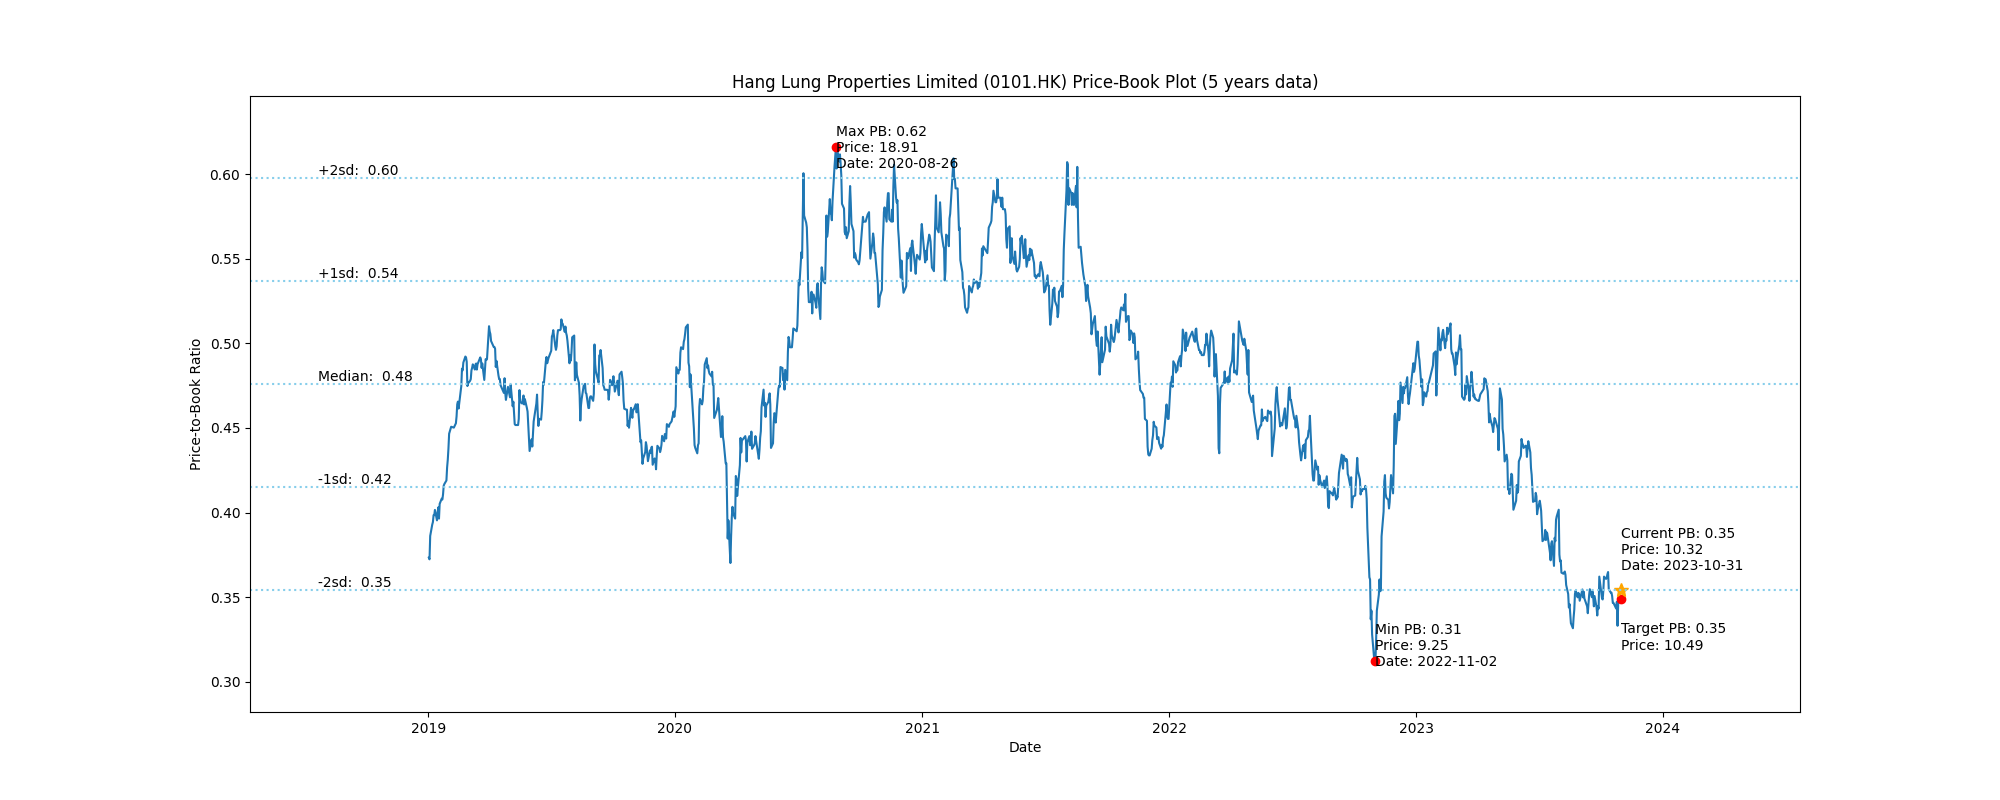 Hang Lung Properties Limited (0101.HK) Price-Book Plot (5 years data)
Max PB: 0.62
Price: 18.91
Date: 2020-08-26
+2sd:  0.60
+1sd:  0.54
Median:  0.48
-1sd:  0.42
-2sd:  0.35
Current PB: 0.35
Price: 10.32
Date: 2023-10-31
Min PB: 0.31
Price: 9.25
Date: 2022-11-02
Target PB: 0.35
Price: 10.49
Price-to-Book Ratio
0.60
0.55
0.50
0.45
0.40
0.35
0.30
2019
2020
2021
2022
2023
2024
Date